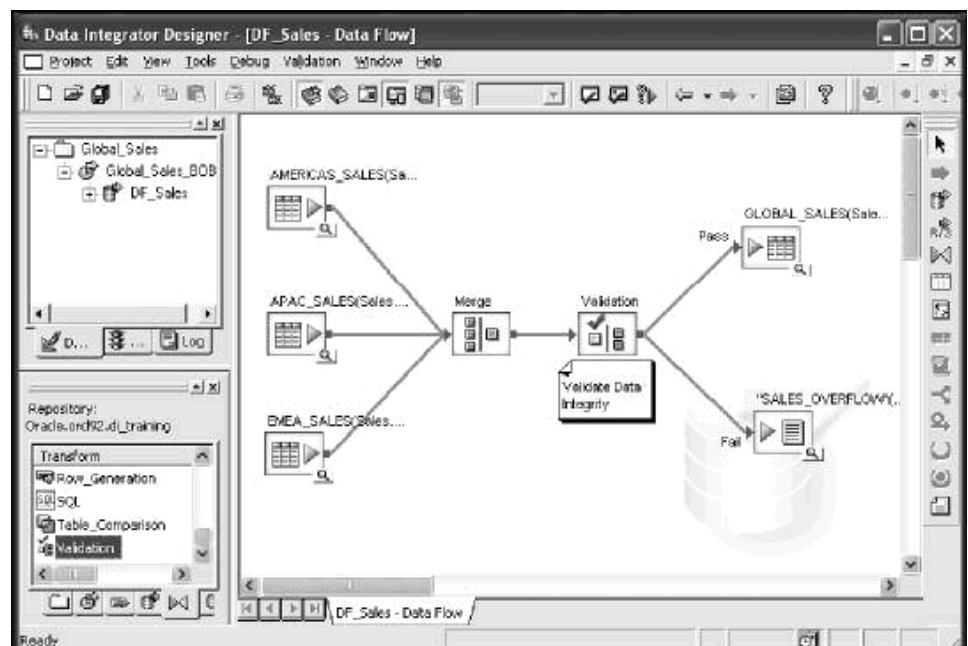 Data Integrator Designer - [DF_Sales - Data Flow]
Project Edit View Tools Debug Validation Window Help
Global_Sales
Global_Sales_BOB
DF_Sales
D... ... Log
Repository:
Oracle.ord92.di_training
Transform
Row_Generation
SQL SQL
Table_Comparison
Validation
AMERICAS_SALES(Sa...
APAC_SALES(Sales....
EMEA_SALES(Sales....
Merge
Validation
Validate Data
Integrity
Pass
GLOBAL_SALES(Sale...
"SALES_OVERFLOW"(..
Fail
DF_Sales - Data Flow
Ready